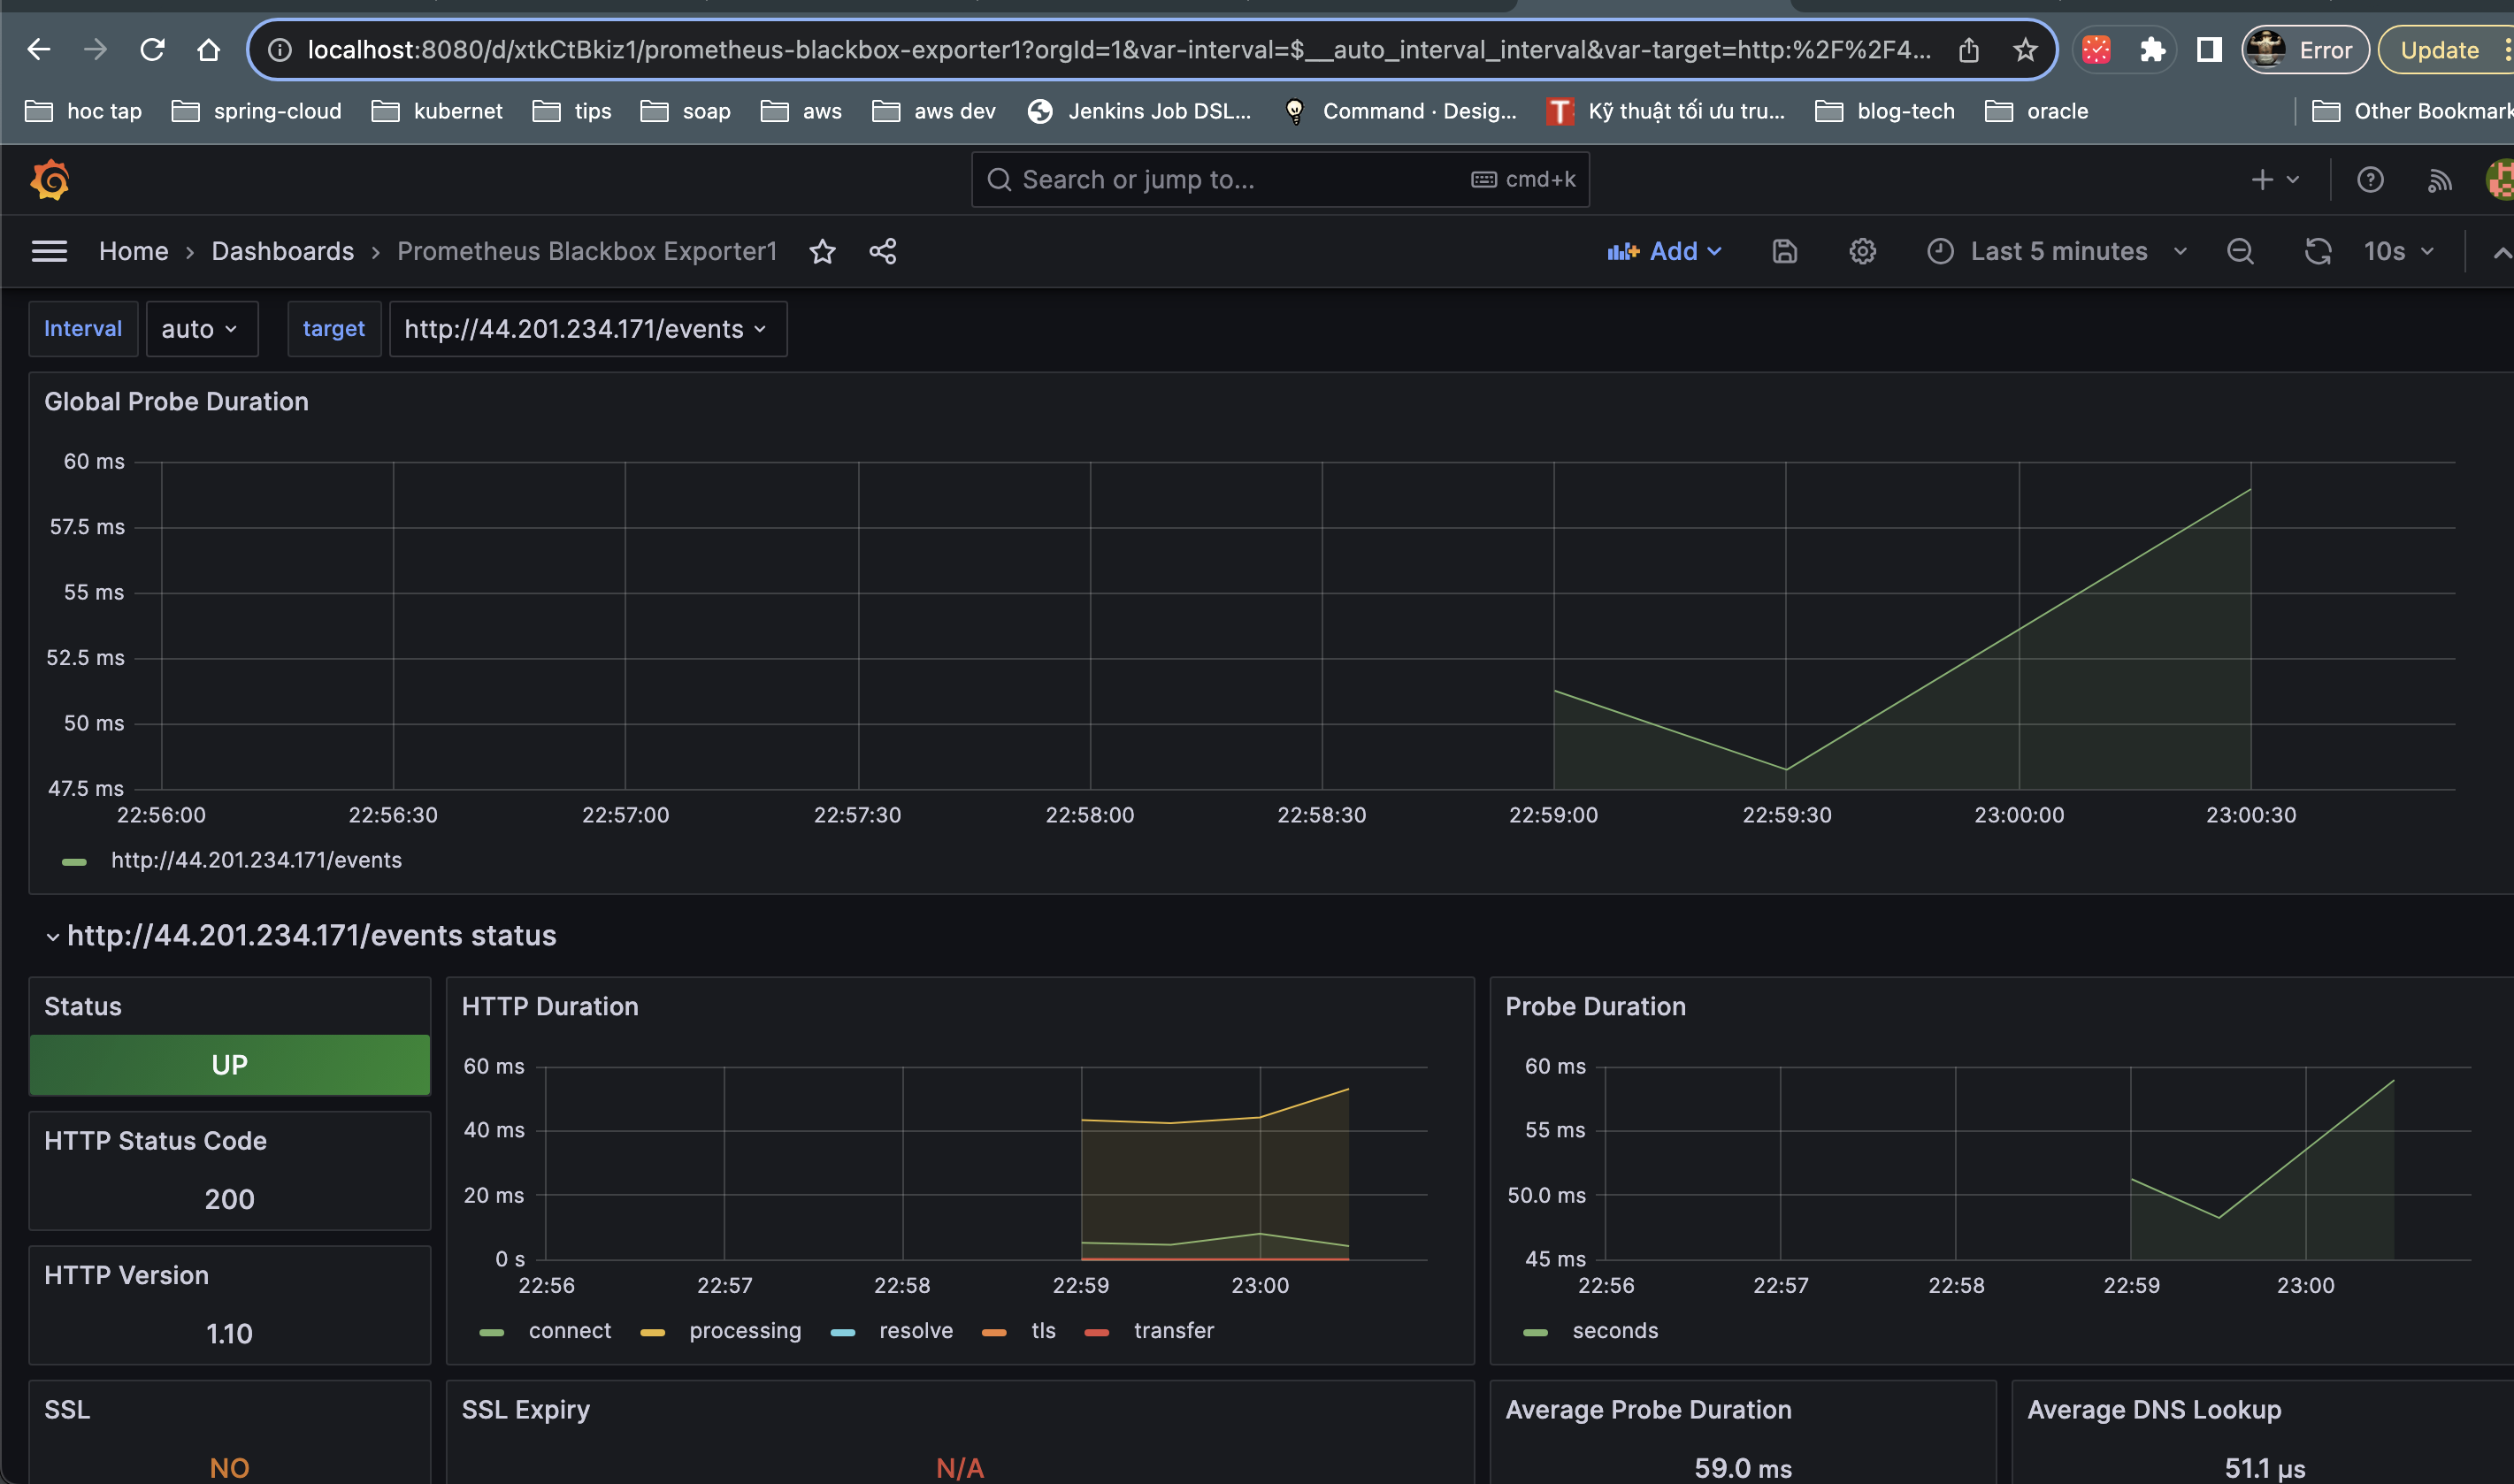 localhost:8080/d/xtkCtBkiz1/prometheus-blackbox-exporter1?orgId=1&var-interval=$__auto_interval_interval&var-target=http:%2F%2F4...
Error
Update
hoc tap
spring-cloud
kubernet
tips
soap
aws
aws dev
Jenkins Job DSL...
Command · Desig...
Kỹ thuật tối ưu tru...
blog-tech
oracle
Other Bookmark
Search or jump to...
cmd+k
Home › Dashboards › Prometheus Blackbox Exporter1
Add
Last 5 minutes
10s
Interval
auto
target
http://44.201.234.171/events
Global Probe Duration
60 ms
57.5 ms
55 ms
52.5 ms
50 ms
47.5 ms
22:56:00 22:56:30 22:57:00 22:57:30 22:58:00 22:58:30 22:59:00 22:59:30 23:00:00 23:00:30
http://44.201.234.171/events
http://44.201.234.171/events status
Status
UP
HTTP Status Code
200
HTTP Version
1.10
HTTP Duration
60 ms
40 ms
20 ms
0 s
22:56 22:57 22:58 22:59 23:00
connect processing resolve tls transfer
Probe Duration
60 ms
55 ms
50.0 ms
45 ms
22:56 22:57 22:58 22:59 23:00
seconds
SSL
NO
SSL Expiry
N/A
Average Probe Duration
59.0 ms
Average DNS Lookup
51.1 µs